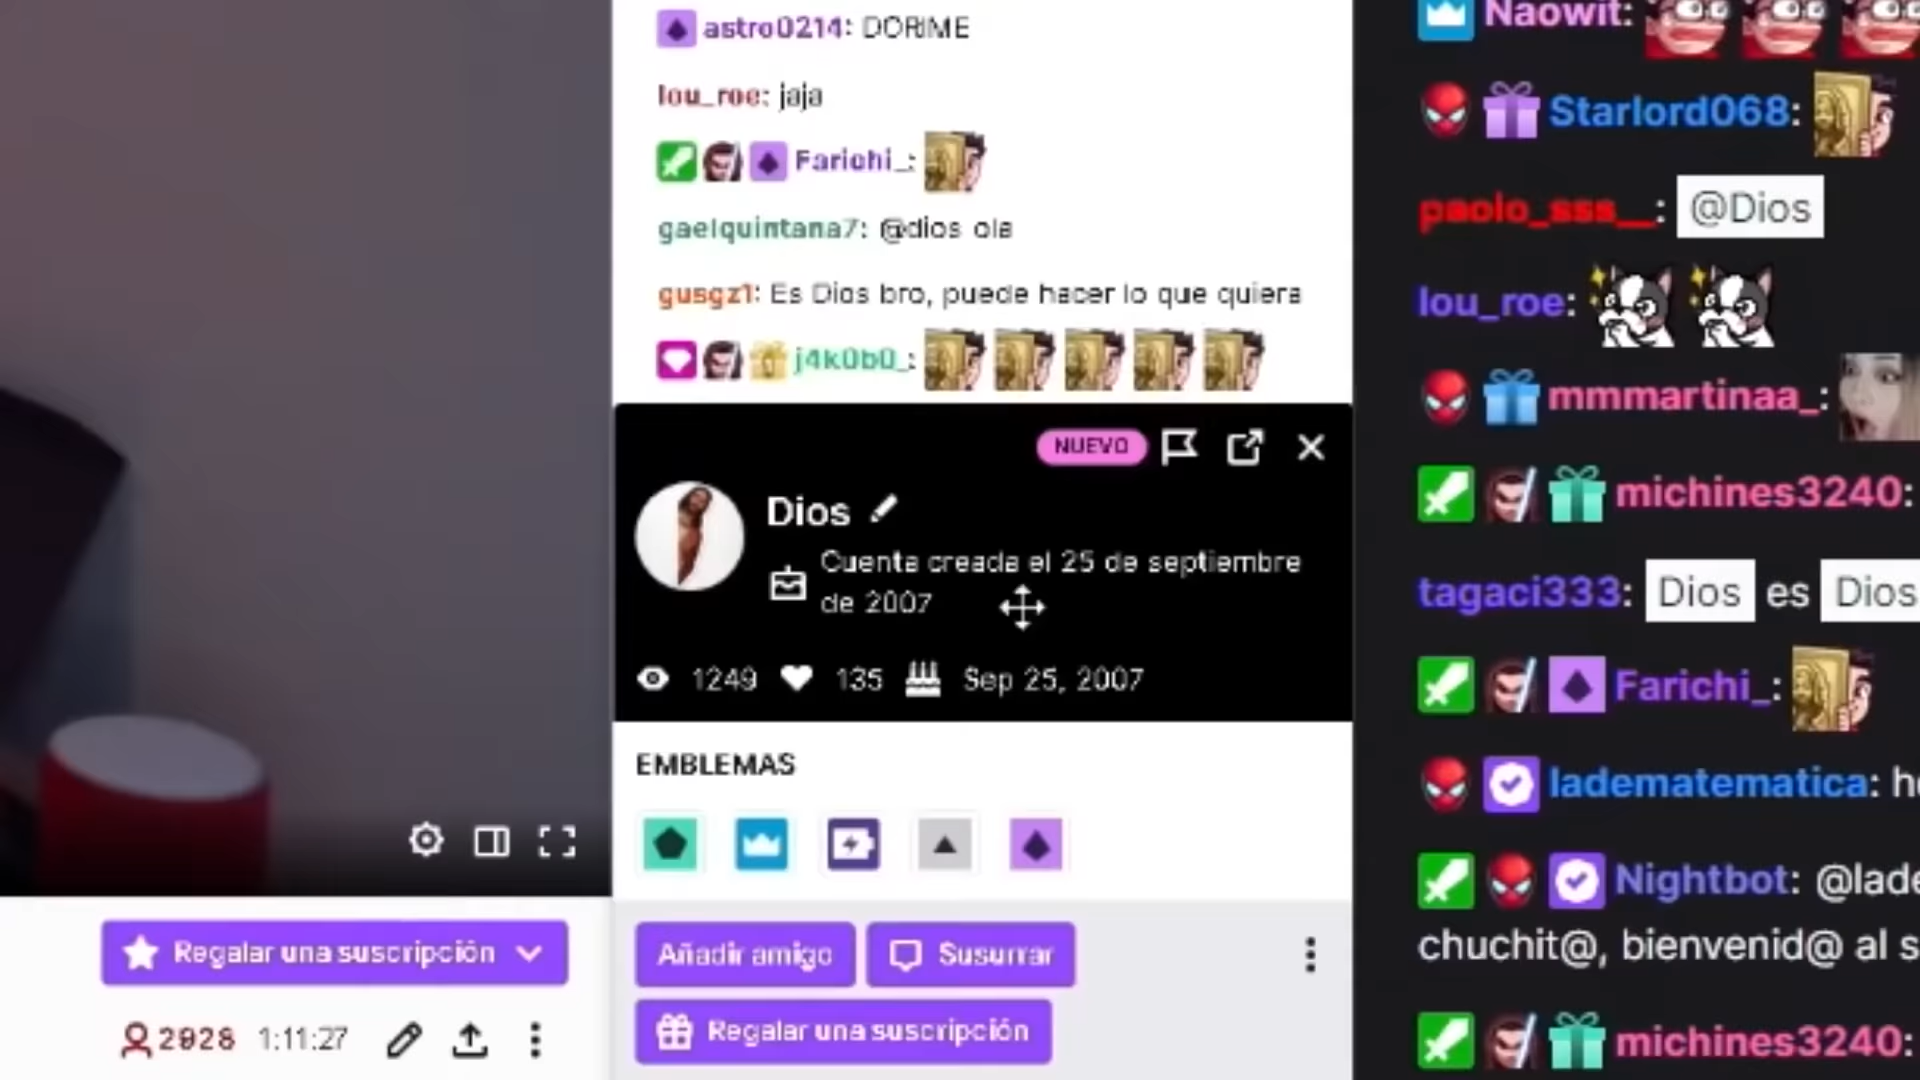 astro0214: DORIME
lou_roe: jaja
Farichi_:
gaelquintana7: @dios ola
gusgz1: Es Dios bro, puede hacer lo que quiera
j4k0b0_:
NUEVO
Dios
Cuenta creada el 25 de septiembre
de 2007
1249 135 Sep 25, 2007
EMBLEMAS
Añadir amigo Susurrar
Regalar una suscripción
Regalar una suscripción
2928 1:11:27
Naowit:
Starlord068:
paolo_sss__: @Dios
lou_roe:
mmmartinaa_:
michines3240:
tagaci333: Dios es Dios
Farichi_:
ladematematica:
Nightbot: @lade
chuchit@, bienvenid@ al s
michines3240: